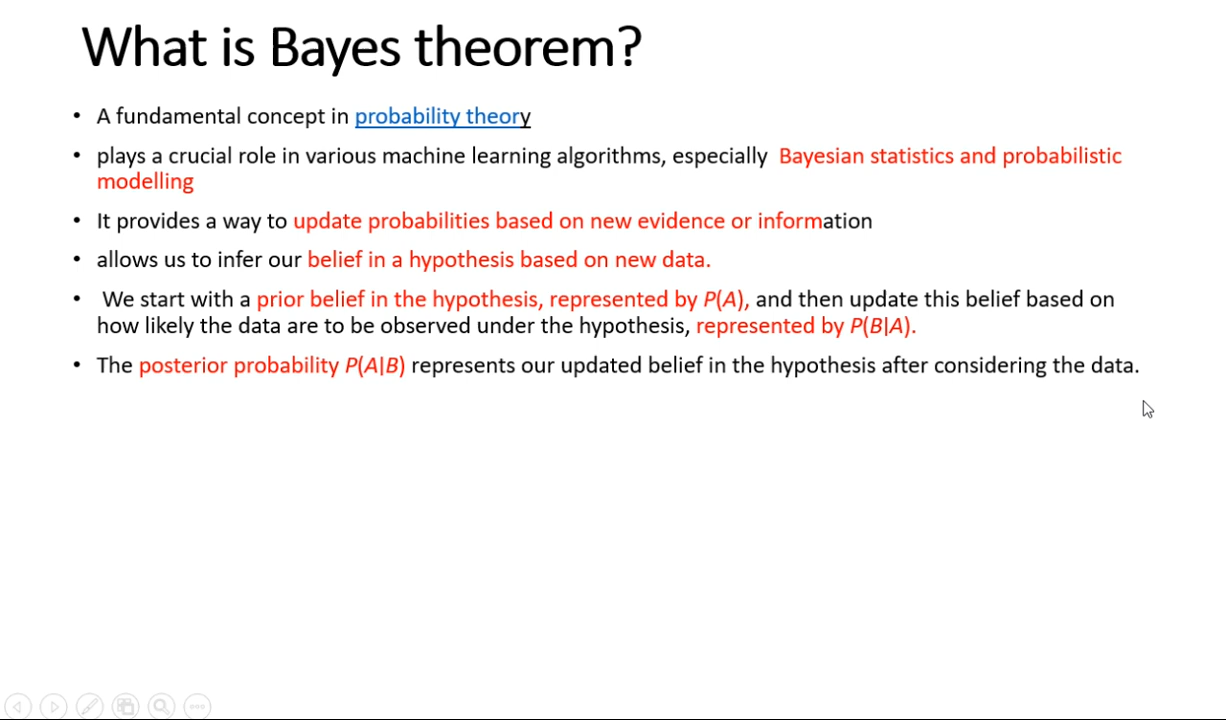 What is Bayes theorem?
• A fundamental concept in probability theory
• plays a crucial role in various machine learning algorithms, especially Bayesian statistics and probabilistic
modelling
• It provides a way to update probabilities based on new evidence or information
• allows us to infer our belief in a hypothesis based on new data.
• We start with a prior belief in the hypothesis, represented by P(A), and then update this belief based on
how likely the data are to be observed under the hypothesis, represented by P(B|A).
• The posterior probability P(A|B) represents our updated belief in the hypothesis after considering the data.